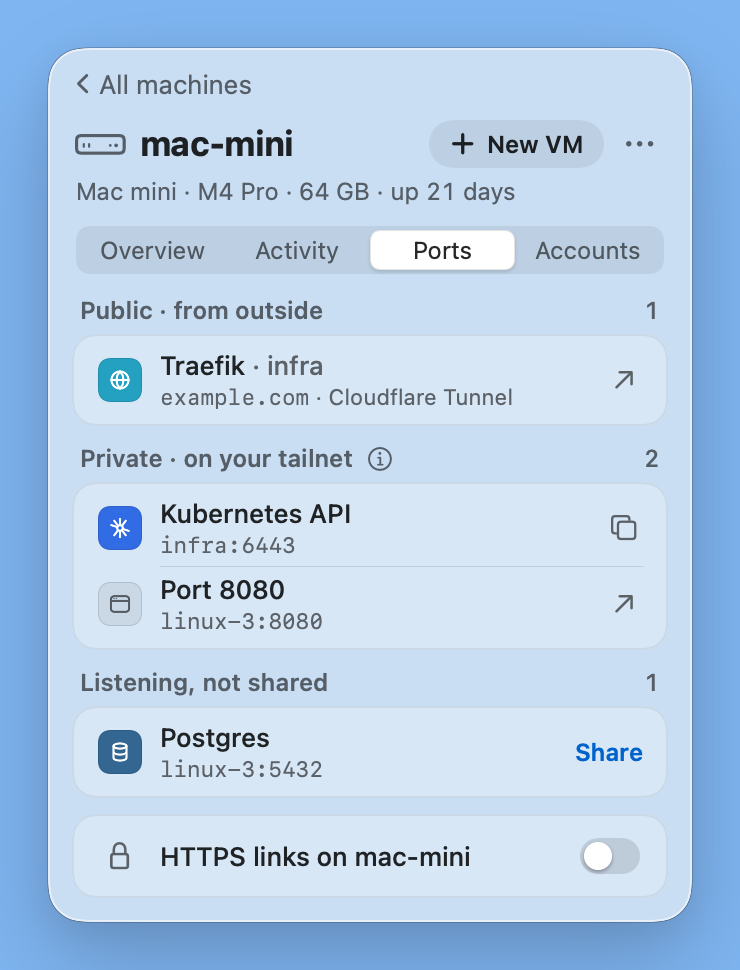 All machines
mac-mini
New VM
Mac mini · M4 Pro · 64 GB · up 21 days
Overview Activity Ports Accounts
Public · from outside 1
Traefik · infra
example.com · Cloudflare Tunnel
Private · on your tailnet 2
Kubernetes API
infra:6443
Port 8080
linux-3:8080
Listening, not shared 1
Postgres
linux-3:5432
Share
HTTPS links on mac-mini